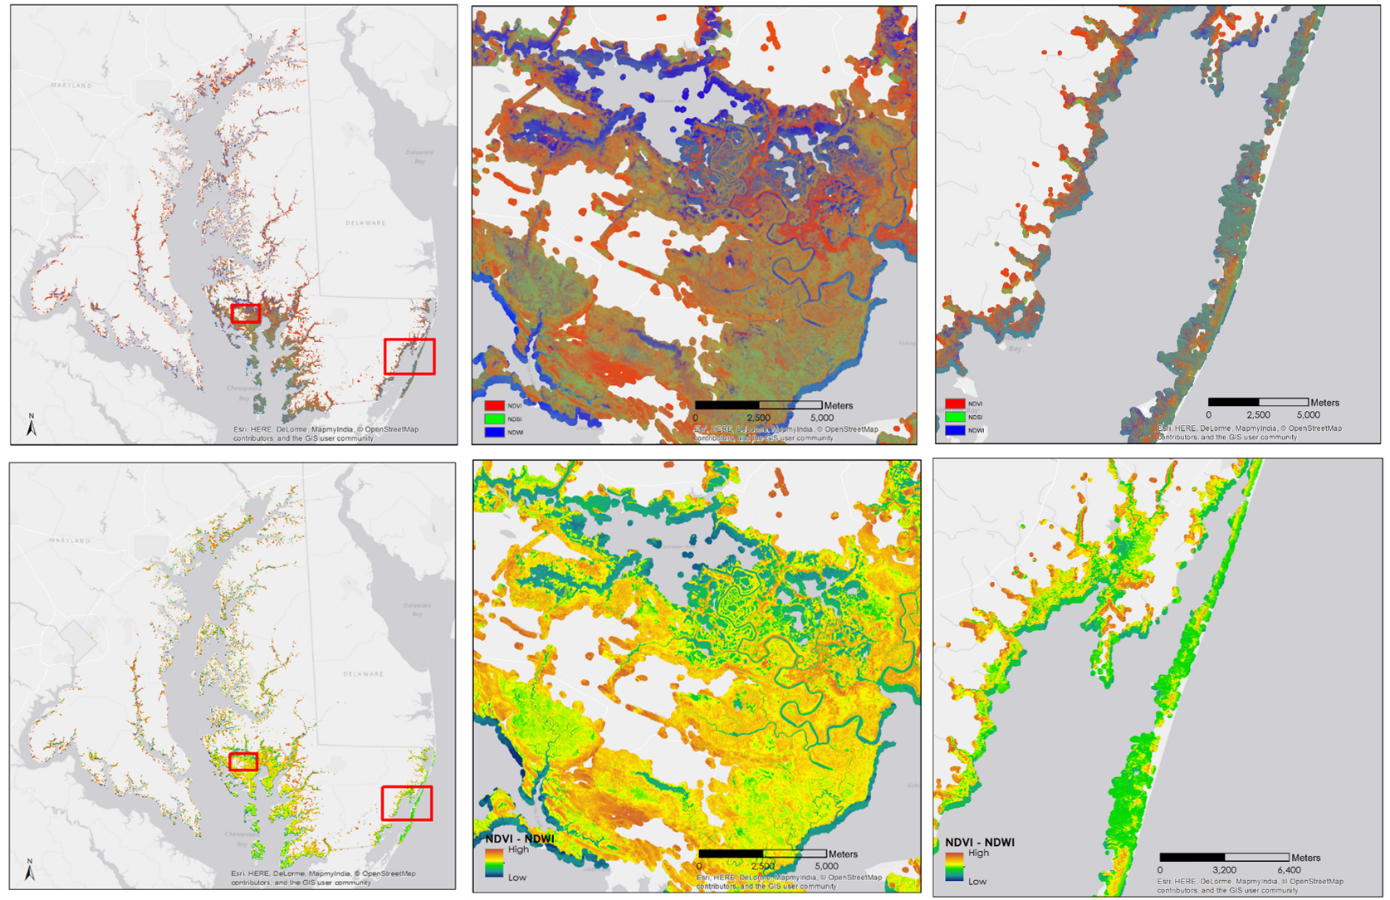 MARYLAND
Delaware
Bay
DELAWARE
Chesapeake
Bay
N
Esri, HERE, DeLorme, MapmyIndia, © OpenStreetMap
contributors, and the GIS user community
NDVI
NDSI
NDWI
Meters
0 2,500 5,000
Esri, HERE, DeLorme, MapmyIndia, © OpenStreetMap
contributors, and the GIS user community
Bay
NDVI
NDSI
NDWI
Meters
0 2,500 5,000
Esri, HERE, DeLorme, MapmyIndia, © OpenStreetMap
contributors, and the GIS user community
MARYLAND
Delaware
Bay
DELAWARE
Chesapeake
Bay
N
Esri, HERE, DeLorme, MapmyIndia, © OpenStreetMap
contributors, and the GIS user community
NDVI - NDWI
High
Low
Meters
0 2,500 5,000
Esri, HERE, DeLorme, MapmyIndia, © OpenStreetMap
contributors, and the GIS user community
NDVI - NDWI
High
Low
Meters
0 3,200 6,400
Esri, HERE, DeLorme, MapmyIndia, © OpenStreetMap
contributors, and the GIS user community